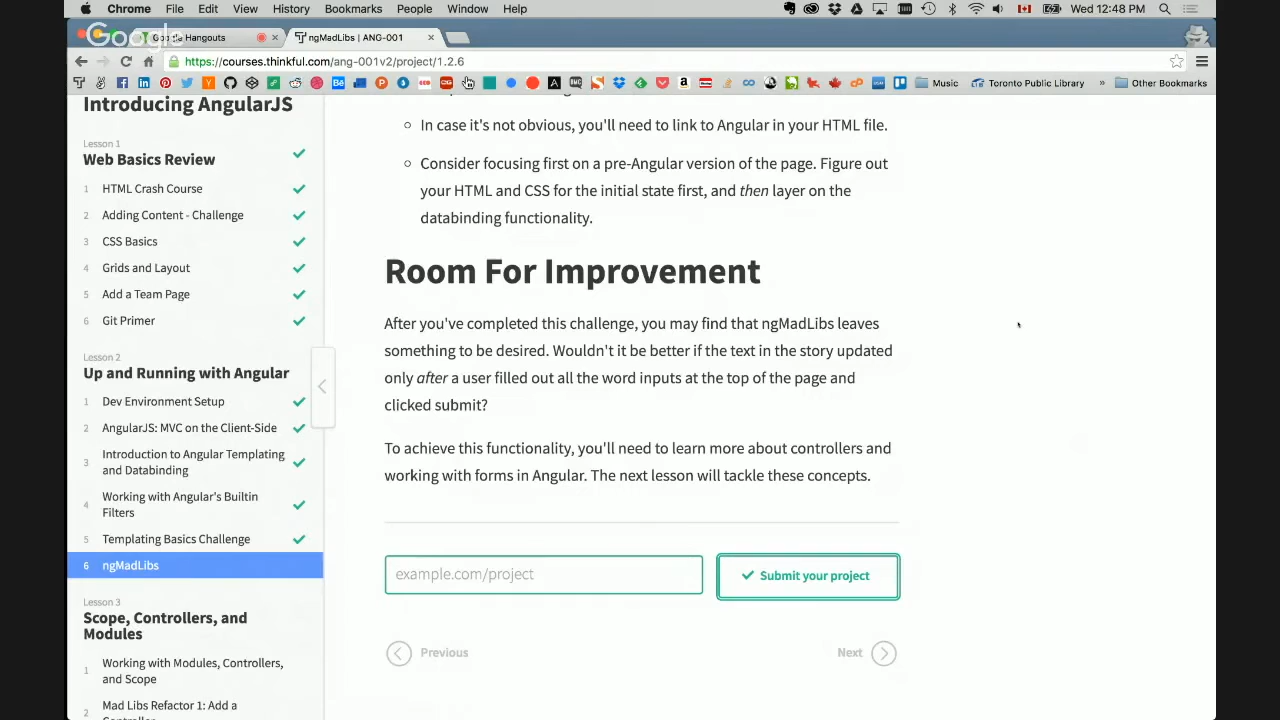 Chrome File Edit View History Bookmarks People Window Help Wed 12:48 PM
Google
Google Hangouts
ngMadLibs | ANG-001
https://courses.thinkful.com/ang-001v2/project/1.2.6
Music Toronto Public Library » Other Bookmarks
Introducing AngularJS
Lesson 1
Web Basics Review
1 HTML Crash Course
2 Adding Content - Challenge
3 CSS Basics
4 Grids and Layout
5 Add a Team Page
6 Git Primer
Lesson 2
Up and Running with Angular
1 Dev Environment Setup
2 AngularJS: MVC on the Client-Side
3 Introduction to Angular Templating
and Databinding
4 Working with Angular's Builtin
Filters
5 Templating Basics Challenge
6 ngMadLibs
Lesson 3
Scope, Controllers, and
Modules
1 Working with Modules, Controllers,
and Scope
2 Mad Libs Refactor 1: Add a
Controller
In case it's not obvious, you'll need to link to Angular in your HTML file.
Consider focusing first on a pre-Angular version of the page. Figure out
your HTML and CSS for the initial state first, and then layer on the
databinding functionality.
Room For Improvement
After you've completed this challenge, you may find that ngMadLibs leaves
something to be desired. Wouldn't it be better if the text in the story updated
only after a user filled out all the word inputs at the top of the page and
clicked submit?
To achieve this functionality, you'll need to learn more about controllers and
working with forms in Angular. The next lesson will tackle these concepts.
example.com/project
Submit your project
Previous
Next